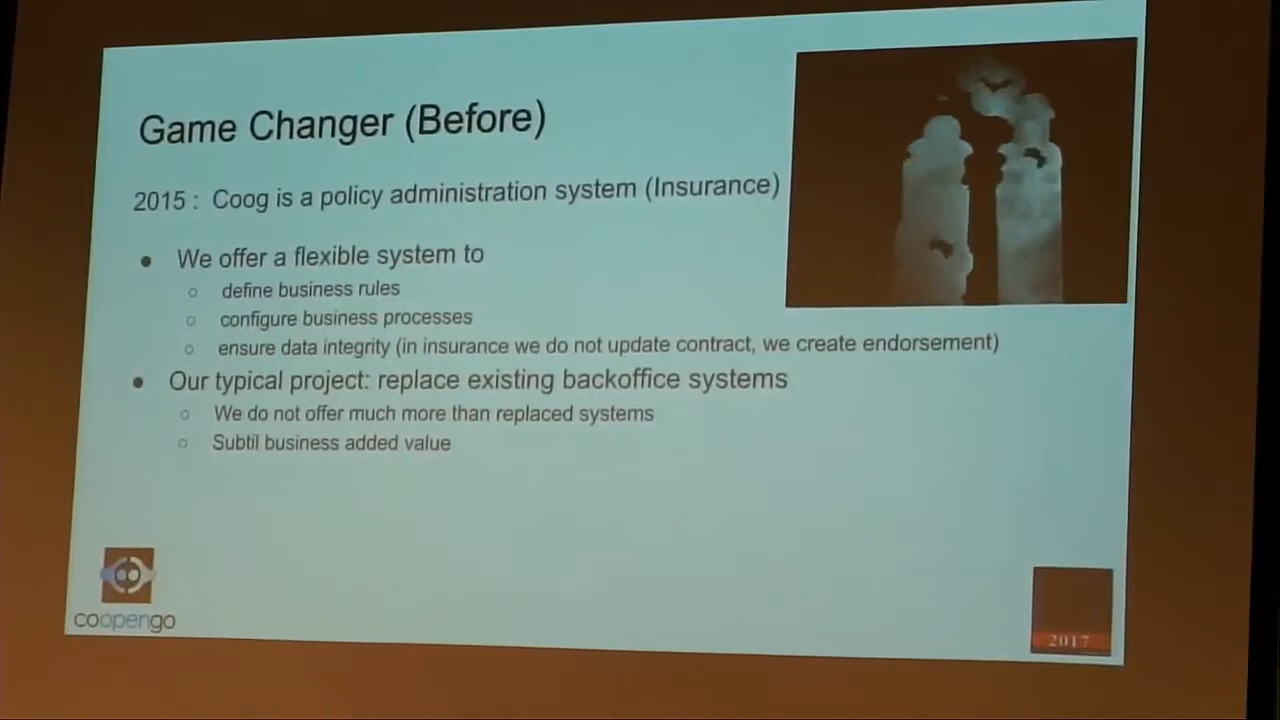 Game Changer (Before)
2015 : Coog is a policy administration system (Insurance)
● We offer a flexible system to
○ define business rules
○ configure business processes
○ ensure data integrity (in insurance we do not update contract, we create endorsement)
● Our typical project: replace existing backoffice systems
○ We do not offer much more than replaced systems
○ Subtil business added value
coopengo
2017